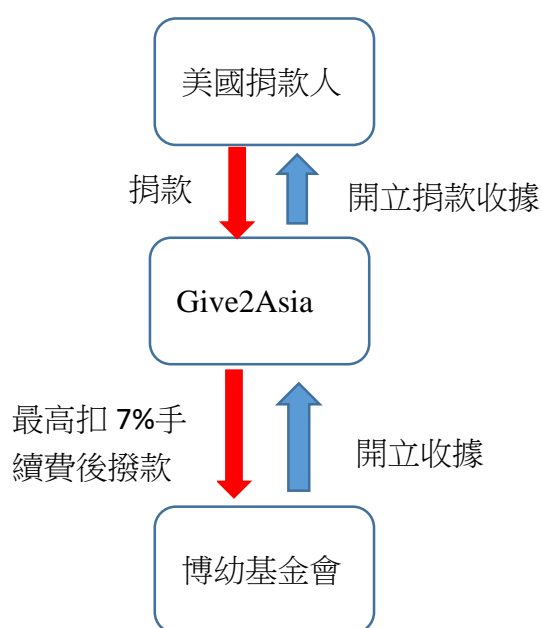 美國捐款人
捐款
開立捐款收據
Give2Asia
最高扣 7%手
續費後撥款
開立收據
博幼基金會